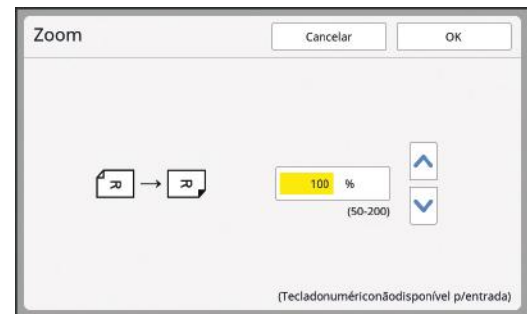 Zoom
Cancelar
OK
R → R
100 %
(50-200)
(Tecladonumériconãodisponível p/entrada)